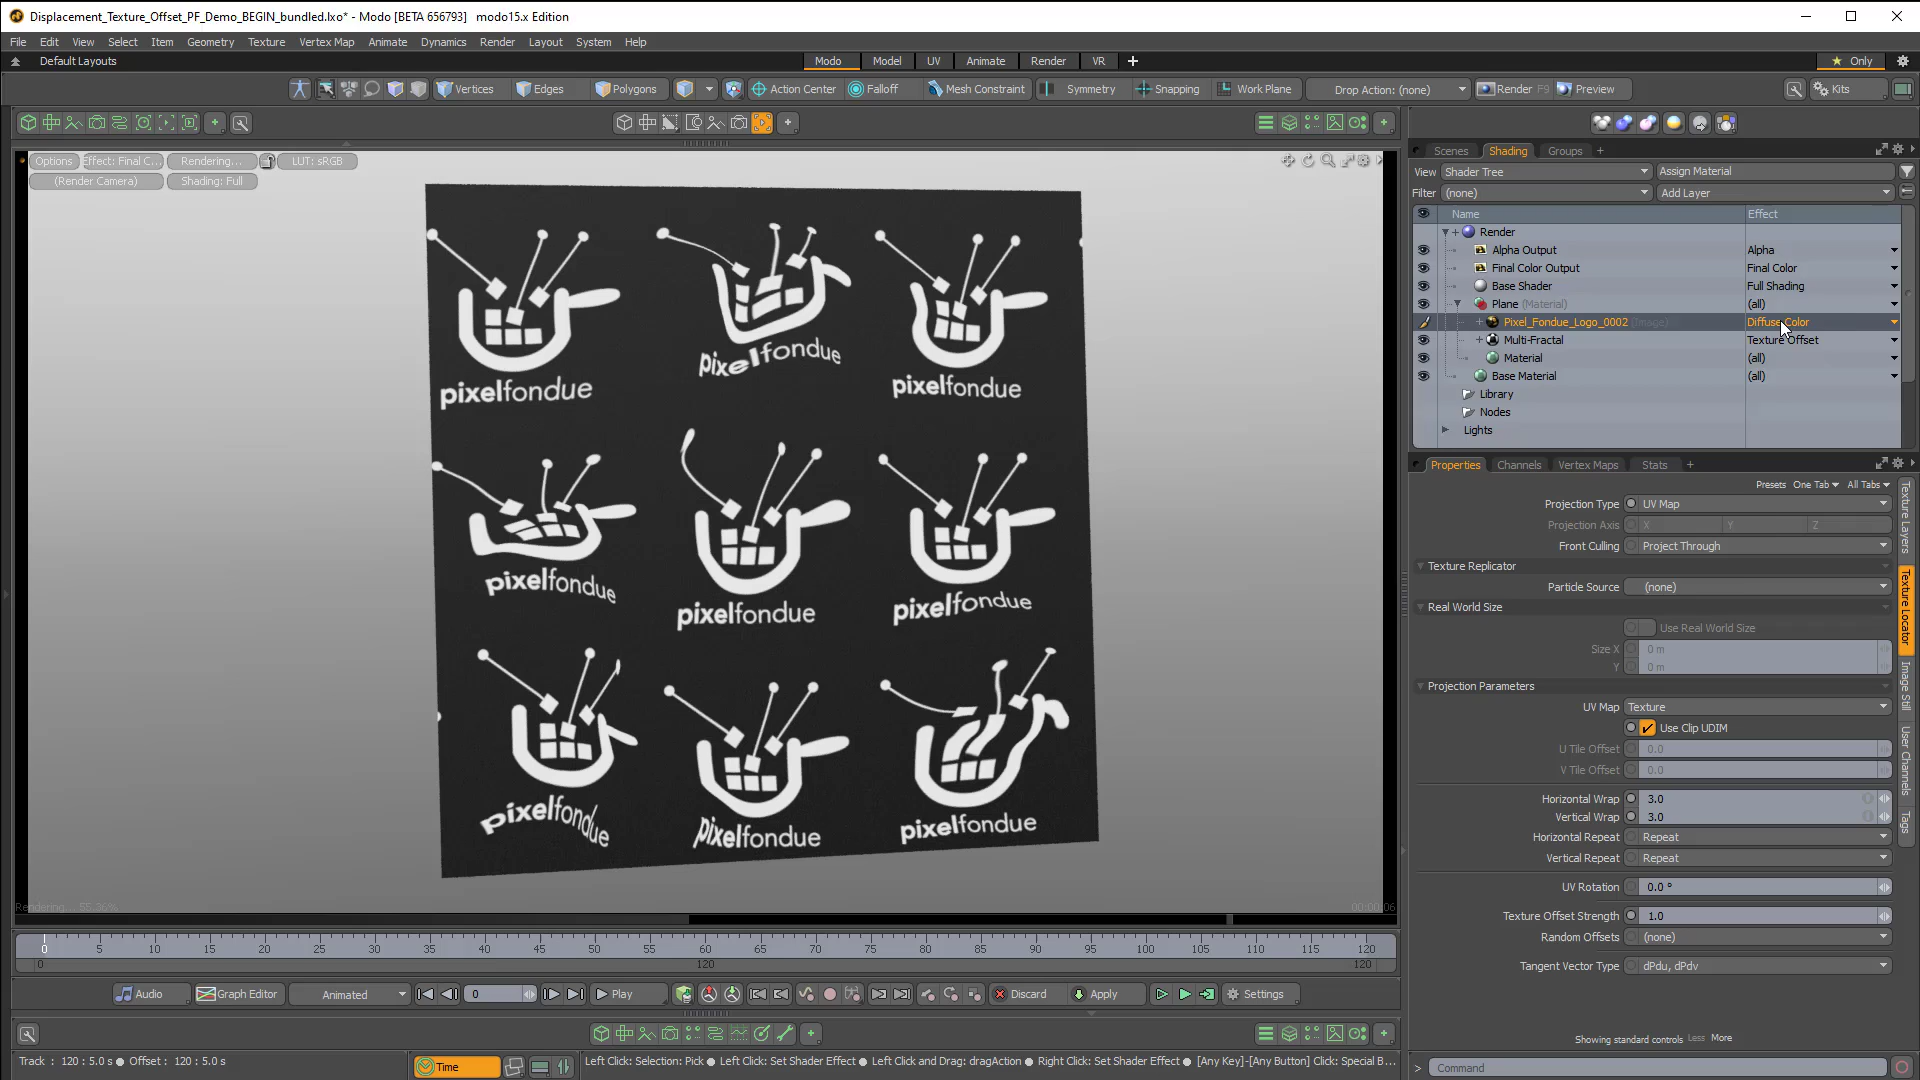 Displacement_Texture_Offset_PF_Demo_BEGIN_bundled.lxo* - Modo [BETA 656793]   modo15.x Edition
File Edit View Select Item Geometry Texture Vertex Map Animate Dynamics Render Layout System Help
Default Layouts Modo Model UV Animate Render VR Only
Vertices Edges Polygons Action Center Falloff Mesh Constraint Symmetry Snapping Work Plane Drop Action: (none) Render F9 Preview Kits
Scenes Shading Groups
Options Effect: Final C... Rendering... LUT: sRGB
(Render Camera) Shading: Full
View Shader Tree Assign Material
Filter (none) Add Layer
Name Effect
Render
Alpha Output Alpha
Final Color Output Final Color
Base Shader Full Shading
Plane (Material) (all)
Pixel_Fondue_Logo_0002 (Image) Diffuse Color
Multi-Fractal Texture Offset
Material (all)
Base Material (all)
Library
Nodes
Lights
pixelfondue pixelfondue pixelfondue
pixelfondue pixelfondue pixelfondue
pixelfondue pixelfondue pixelfondue
Properties Channels Vertex Maps Stats
Presets One Tab All Tabs
Projection Type UV Map
Projection Axis X Y Z
Front Culling Project Through
Texture Replicator
Particle Source (none)
Real World Size
Use Real World Size
Size X 0 m
Y 0 m
Projection Parameters
UV Map Texture
Use Clip UDIM
U Tile Offset 0.0
V Tile Offset 0.0
Horizontal Wrap 3.0
Vertical Wrap 3.0
Horizontal Repeat Repeat
Vertical Repeat Repeat
UV Rotation 0.0 °
Texture Offset Strength 1.0
Random Offsets (none)
Tangent Vector Type dPdu, dPdv
Showing standard controls Less More
Texture Layers
Texture Locator
Image Still
User Channels
Tags
Rendering... 55.36% 00:00:06
0 5 10 15 20 25 30 35 40 45 50 55 60 65 70 75 80 85 90 95 100 105 110 115 120
0 120 120
Audio Graph Editor Animated 0 Play Discard Apply Settings
Track : 120 : 5.0 s Offset : 120 : 5.0 s Time Left Click: Selection: Pick Left Click: Set Shader Effect Left Click and Drag: dragAction Right Click: Set Shader Effect [Any Key]-[Any Button] Click: Special B...
> Command